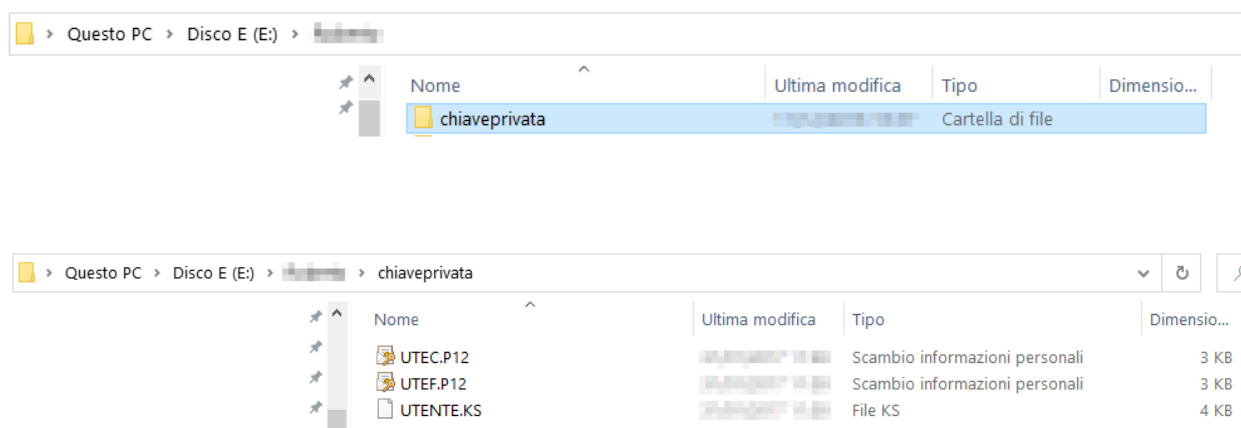 Questo PC > Disco E (E:) >
Nome Ultima modifica Tipo Dimensio...
chiaveprivata Cartella di file
Questo PC > Disco E (E:) > > chiaveprivata
Nome Ultima modifica Tipo Dimensio...
UTEC.P12 Scambio informazioni personali 3 KB
UTEF.P12 Scambio informazioni personali 3 KB
UTENTE.KS File KS 4 KB